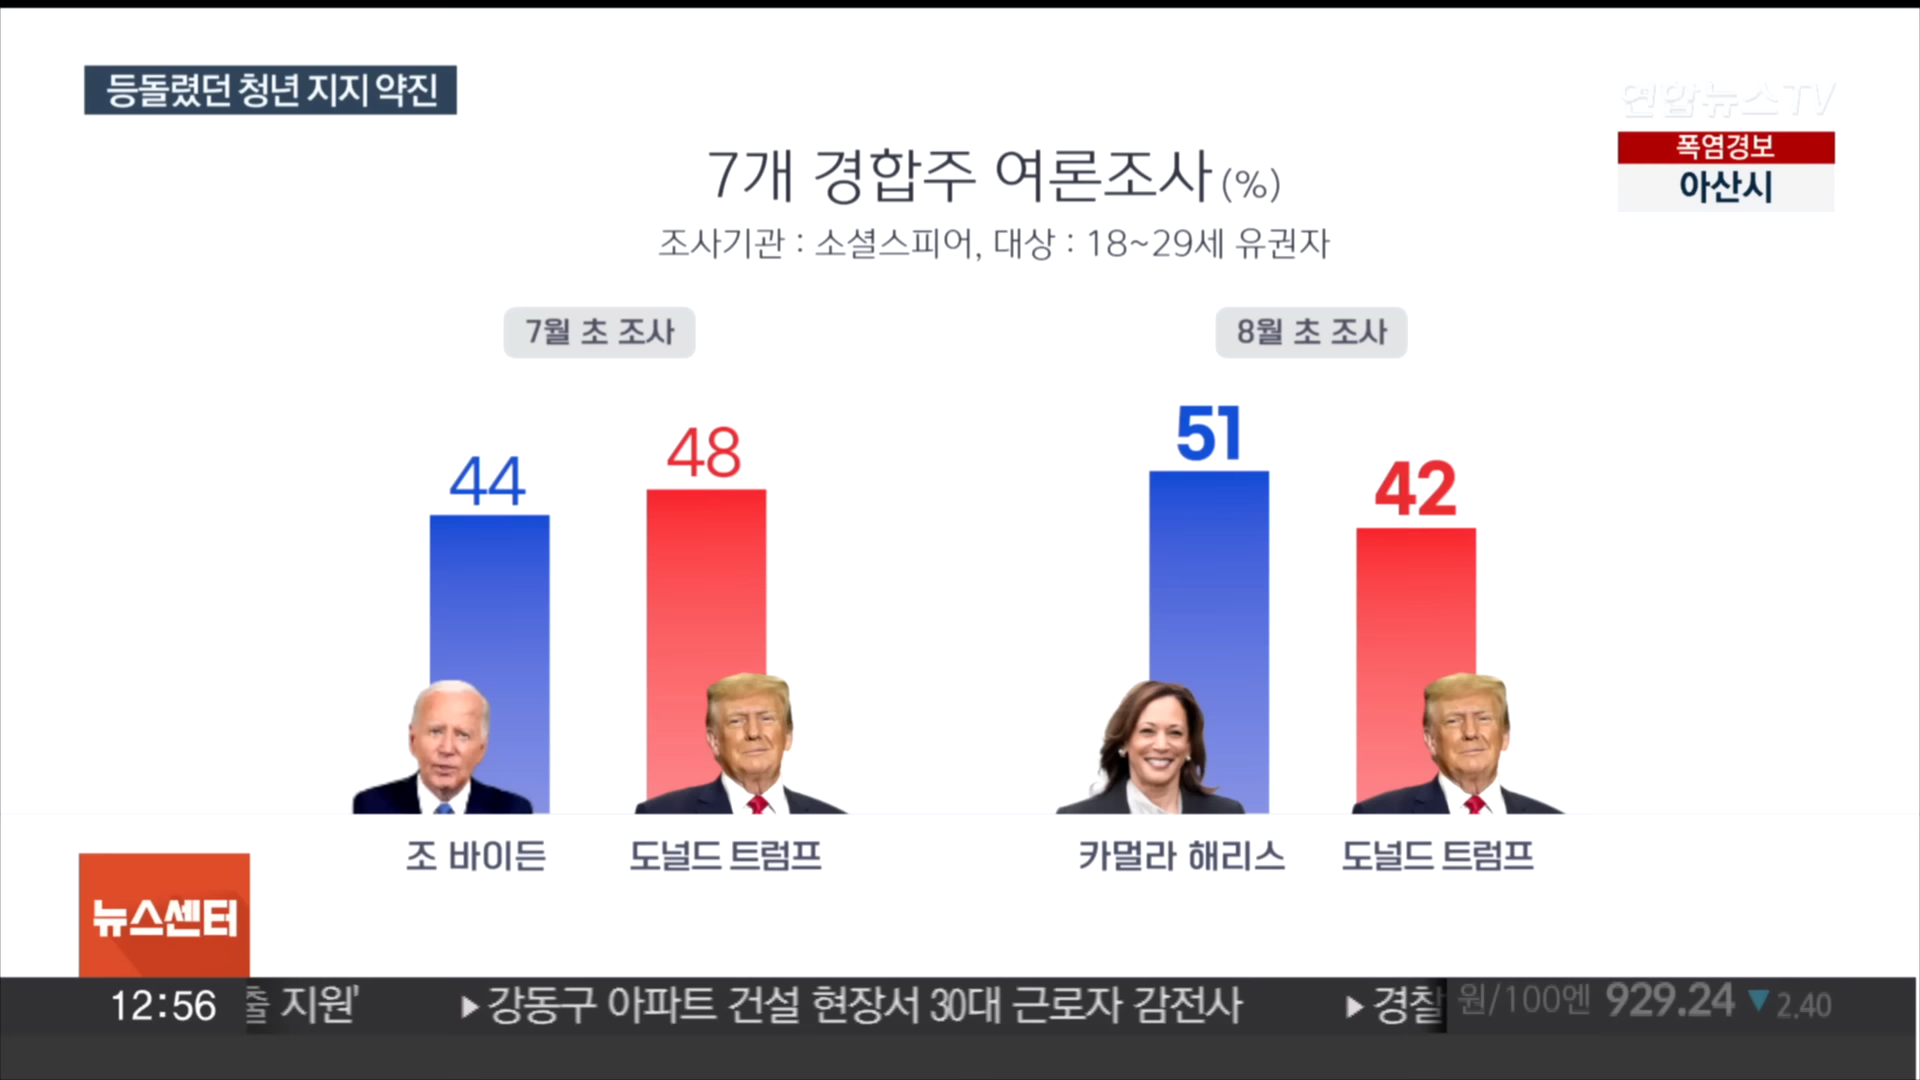 등돌렸던 청년 지지 약진
연합뉴스TV
폭염경보
아산시
7개 경합주 여론조사(%)
조사기관 : 소셜스피어, 대상 : 18~29세 유권자
7월 초 조사
8월 초 조사
44
48
51
42
조 바이든
도널드 트럼프
카멀라 해리스
도널드 트럼프
뉴스센터
12:56
출 지원' ▶강동구 아파트 건설 현장서 30대 근로자 감전사 ▶경찰
원/100엔 929.24 ▼2.40